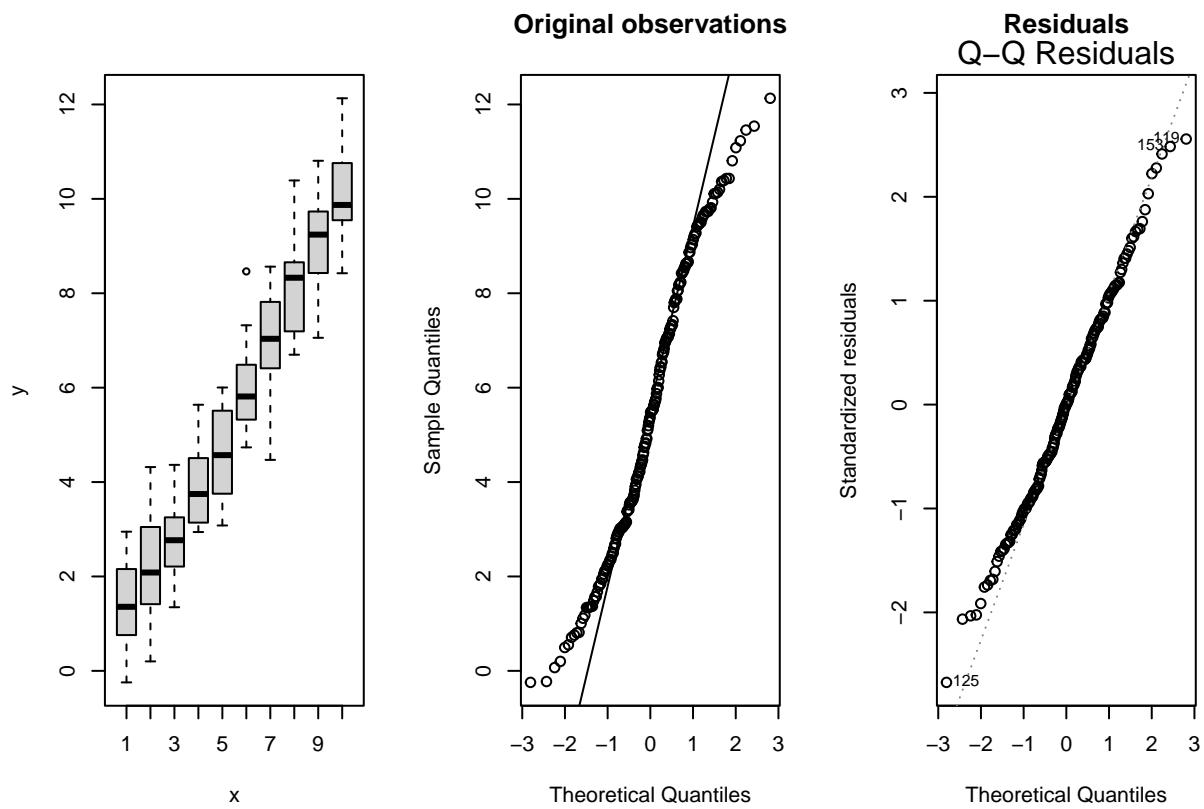 Original observations
Residuals
Q−Q Residuals
y
0 2 4 6 8 10 12
1 3 5 7 9
x
Sample Quantiles
0 2 4 6 8 10 12
−3 −2 −1 0 1 2 3
Theoretical Quantiles
Standardized residuals
−2 −1 0 1 2 3
119
153
125
−3 −2 −1 0 1 2 3
Theoretical Quantiles